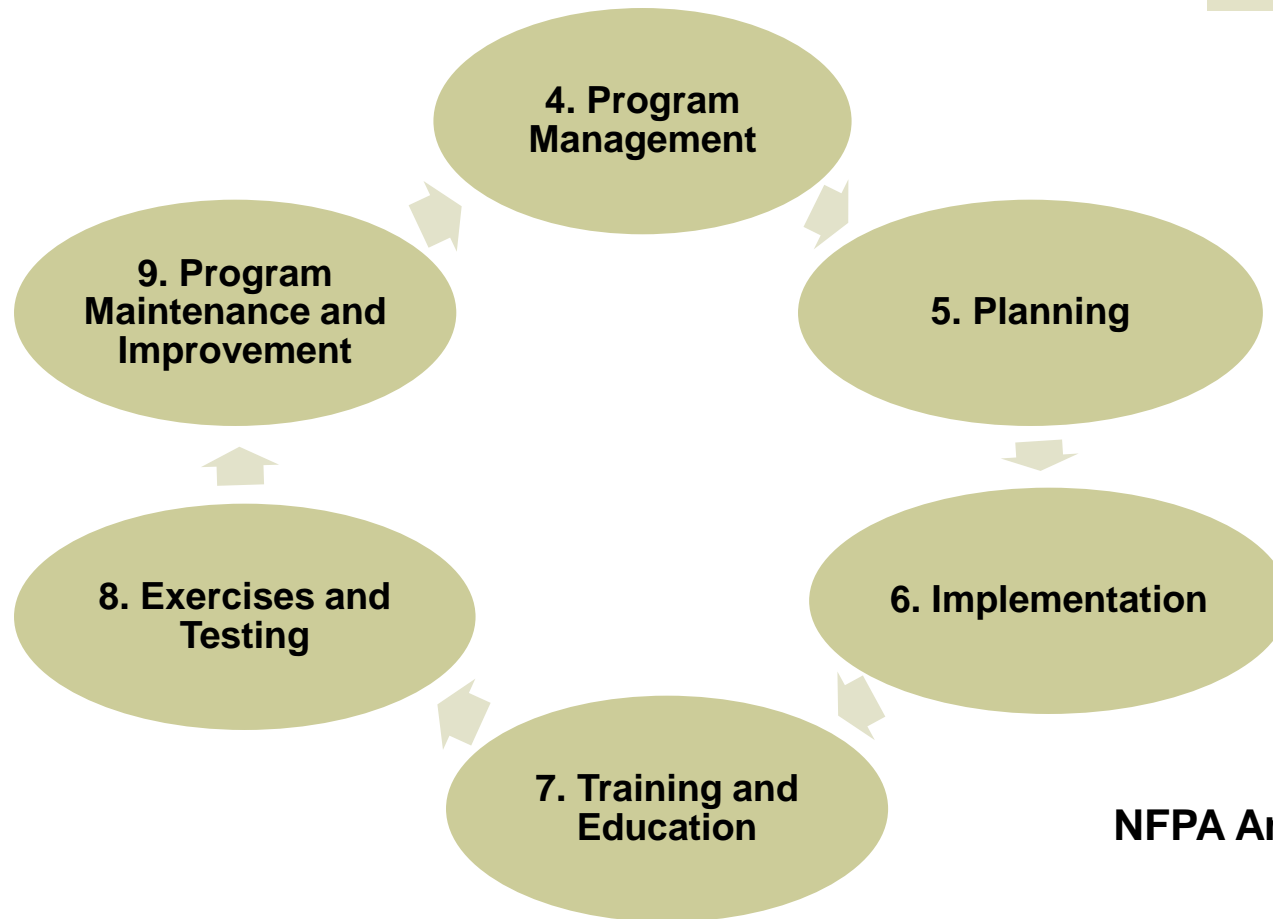 4. Program
Management
5. Planning
6. Implementation
7. Training and
Education
8. Exercises and
Testing
9. Program
Maintenance and
Improvement
NFPA